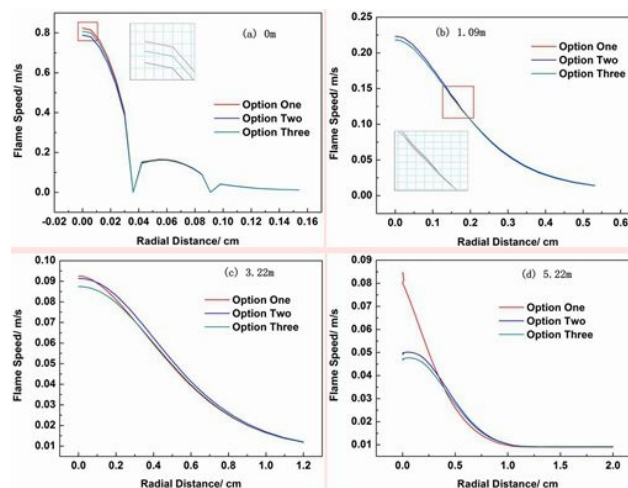 (a) 0m
Flame Speed/ m/s
0.8
0.6
0.4
0.2
0.0
Option One
Option Two
Option Three
-0.02 0.00 0.02 0.04 0.06 0.08 0.10 0.12 0.14 0.16
Radial Distance/ cm
(b) 1.09m
Flame Speed/ m/s
0.25
0.20
0.15
0.10
0.05
0.00
Option One
Option Two
Option Three
0.0 0.1 0.2 0.3 0.4 0.5 0.6
Radial Distance/ cm
(c) 3.22m
Flame Speed/ m/s
0.10
0.09
0.08
0.07
0.06
0.05
0.04
0.03
0.02
0.01
Option One
Option Two
Option Three
0.0 0.2 0.4 0.6 0.8 1.0 1.2
Radial Distance/ cm
(d) 5.22m
Flame Speed/ m/s
0.09
0.08
0.07
0.06
0.05
0.04
0.03
0.02
0.01
Option One
Option Two
Option Three
0.0 0.5 1.0 1.5 2.0
Radial Distance/ cm